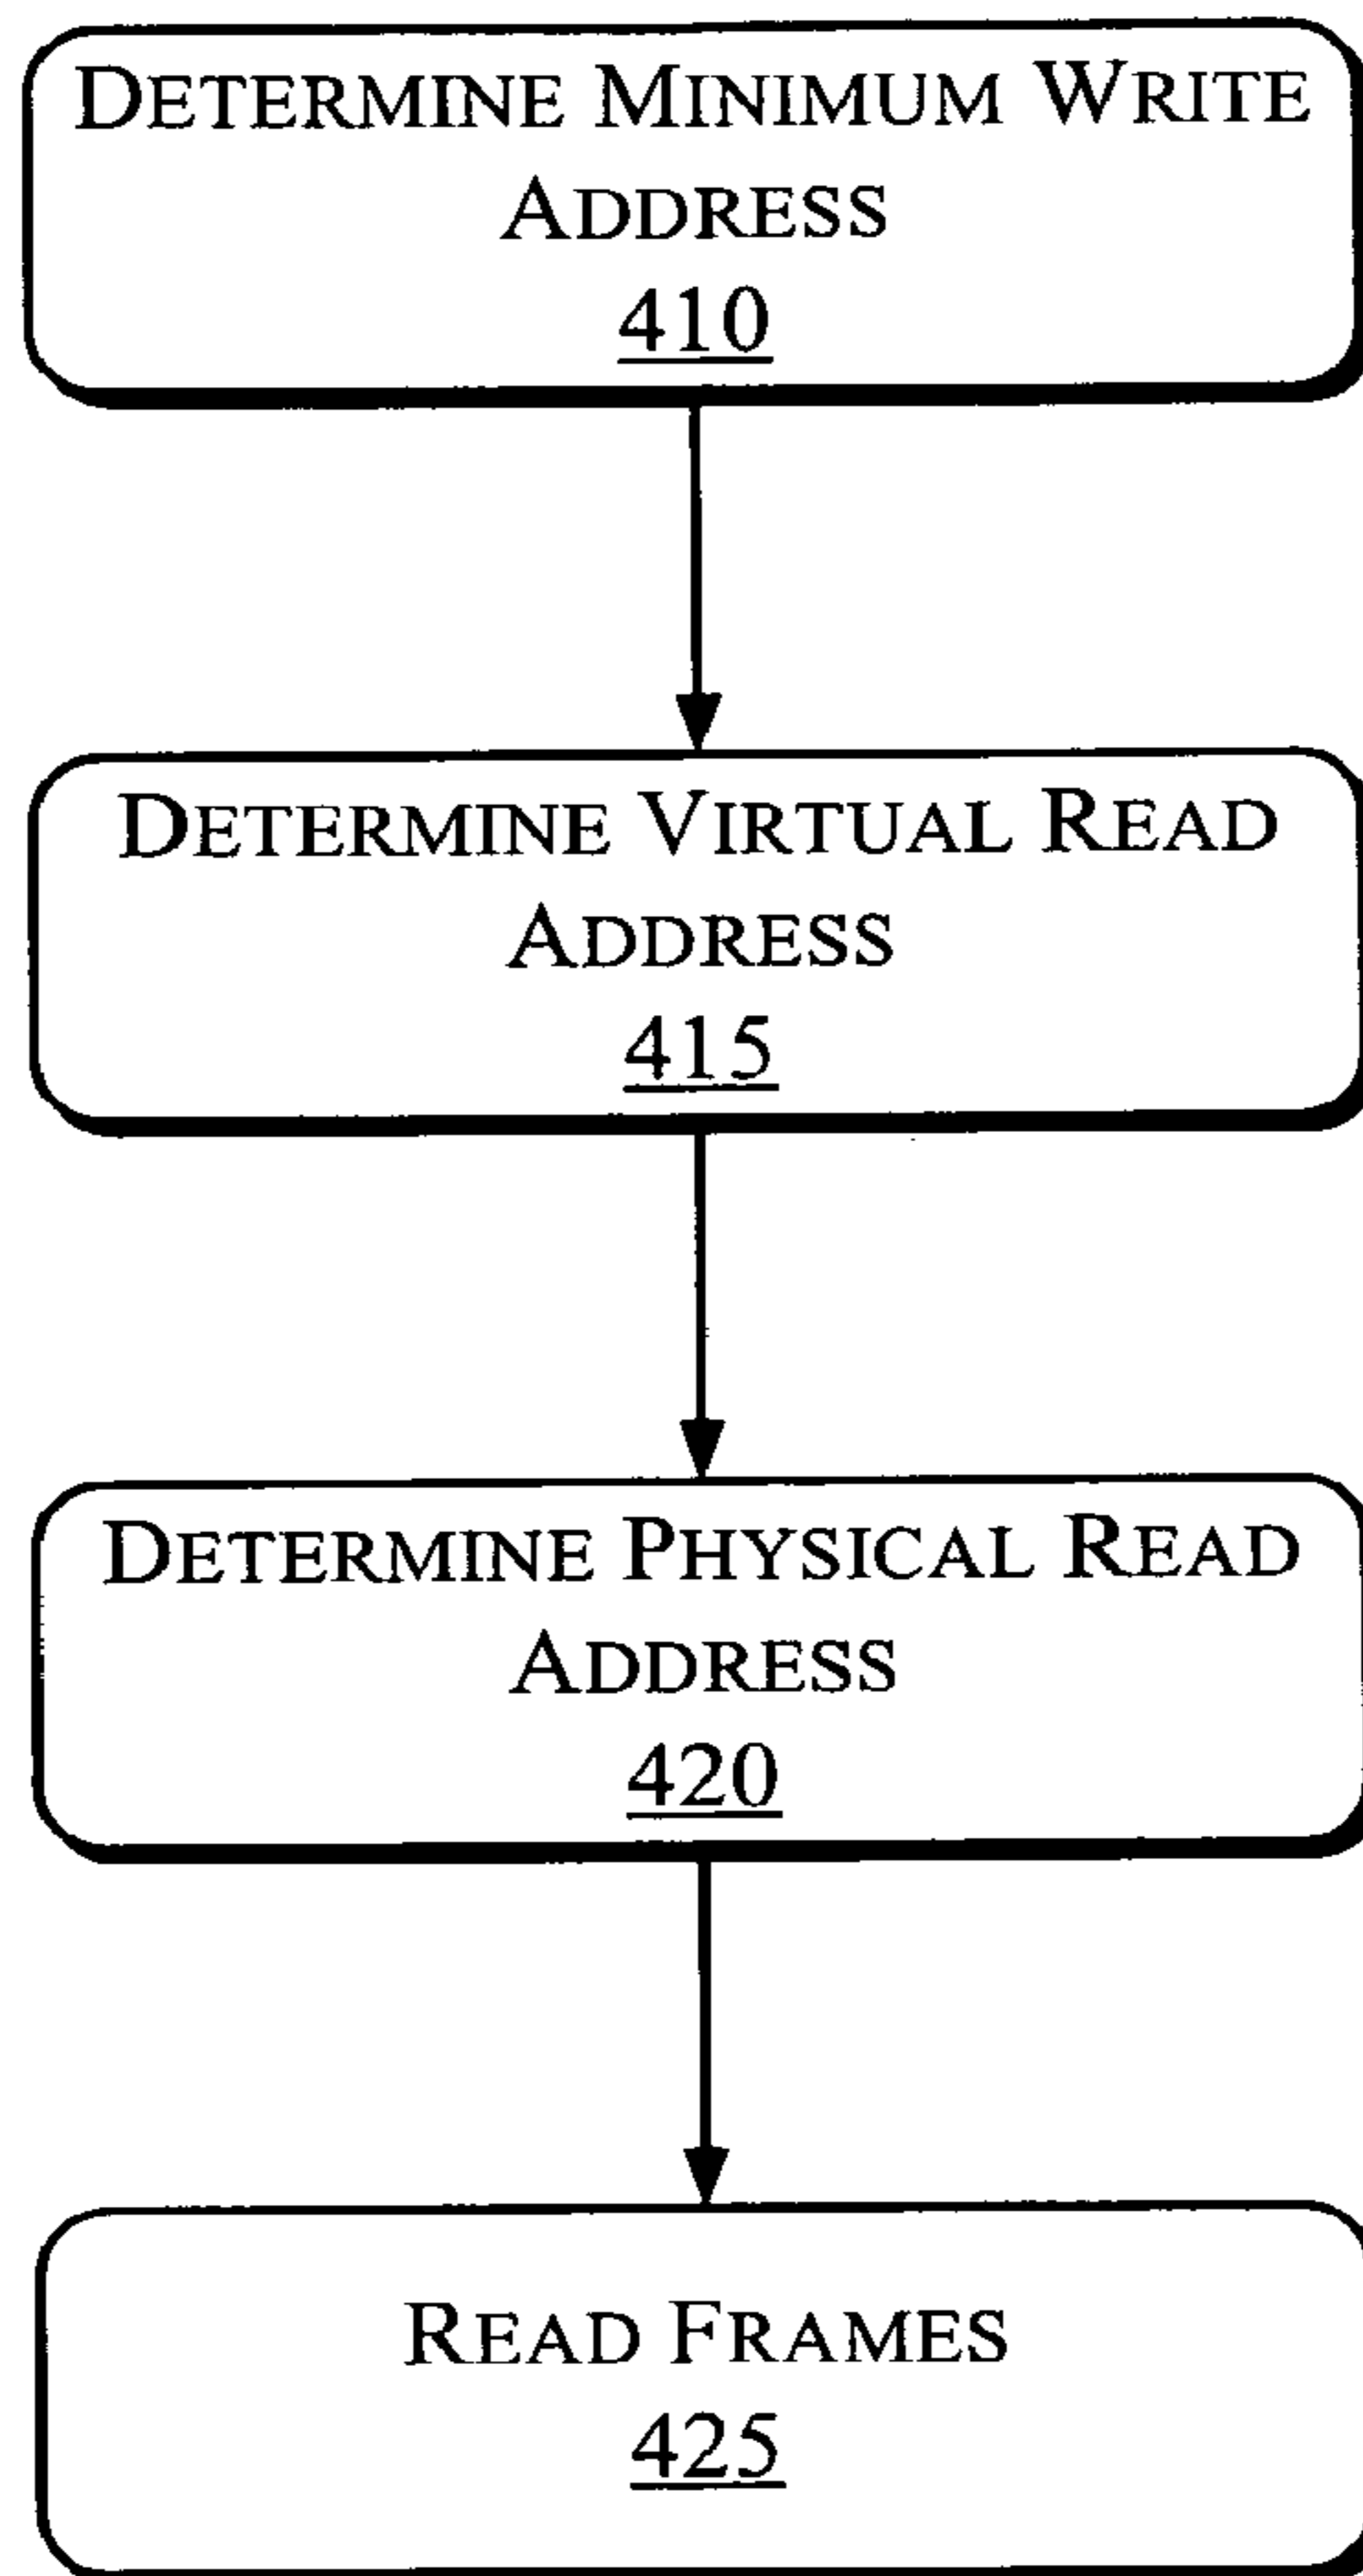 DETERMINE MINIMUM WRITE
ADDRESS
410
DETERMINE VIRTUAL READ
ADDRESS
415
DETERMINE PHYSICAL READ
ADDRESS
420
READ FRAMES
425